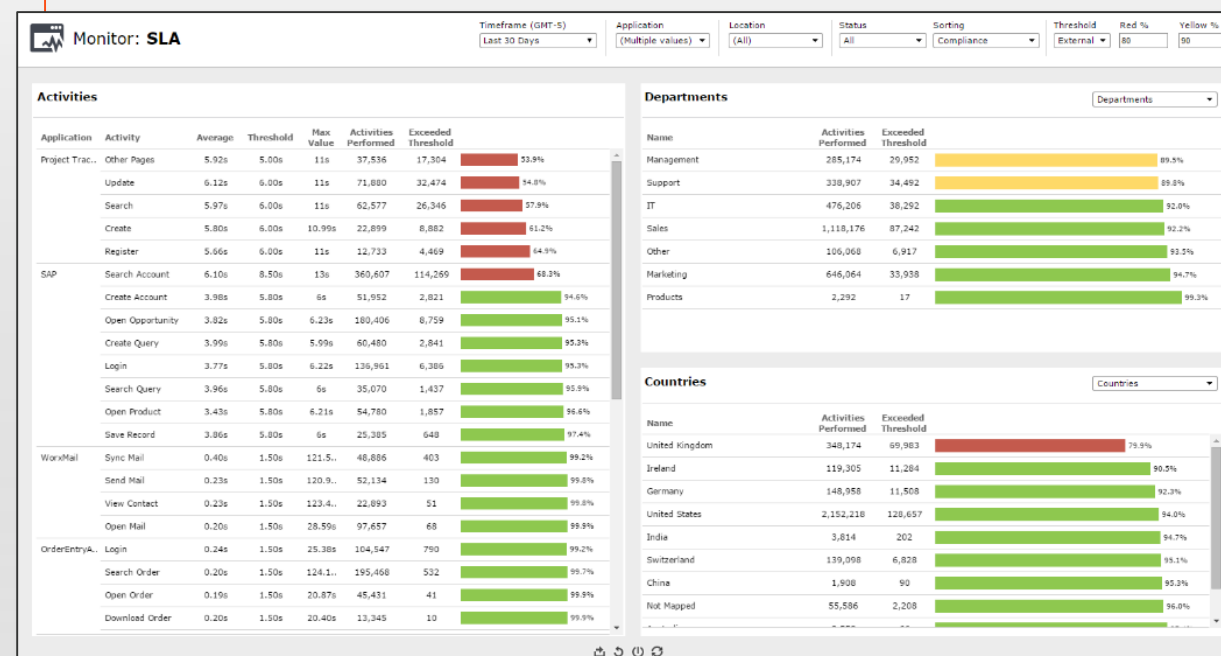 Monitor: SLA
Timeframe (GMT-5) Application Location Status Sorting Threshold Red % Yellow %
Last 30 Days (Multiple values) (All) All Compliance External 80 90
Activities
Application Activity Average Threshold Max Value Activities Performed Exceeded Threshold
Project Trac.. Other Pages 5.92s 5.00s 11s 37,536 17,304 53.9%
Update 6.12s 6.00s 11s 71,880 32,474 54.8%
Search 5.97s 6.00s 11s 62,577 26,346 57.9%
Create 5.80s 6.00s 10.99s 22,899 8,882 61.2%
Register 5.66s 6.00s 11s 12,733 4,469 64.9%
SAP Search Account 6.10s 8.50s 13s 360,607 114,269 68.3%
Create Account 3.98s 5.80s 6s 51,952 2,821 94.6%
Open Opportunity 3.82s 5.80s 6.23s 180,406 8,759 95.1%
Create Query 3.99s 5.80s 5.99s 60,480 2,841 95.3%
Login 3.77s 5.80s 6.22s 136,961 6,386 95.3%
Search Query 3.96s 5.80s 6s 35,070 1,437 95.9%
Open Product 3.43s 5.80s 6.21s 54,780 1,857 96.6%
Save Record 3.86s 5.80s 6s 25,385 648 97.4%
WorxMail Sync Mail 0.40s 1.50s 121.5.. 48,886 403 99.2%
Send Mail 0.23s 1.50s 120.9.. 52,134 130 99.8%
View Contact 0.23s 1.50s 123.4.. 22,893 51 99.8%
Open Mail 0.20s 1.50s 28.59s 97,657 68 99.9%
OrderEntryA.. Login 0.24s 1.50s 25.38s 104,547 790 99.2%
Search Order 0.20s 1.50s 124.1.. 195,468 532 99.7%
Open Order 0.19s 1.50s 20.87s 45,431 41 99.9%
Download Order 0.20s 1.50s 20.40s 13,345 10 99.9%
Departments
Departments
Name Activities Performed Exceeded Threshold
Management 285,174 29,952 89.5%
Support 338,907 34,492 89.8%
IT 476,206 38,292 92.0%
Sales 1,118,176 87,242 92.2%
Other 106,068 6,917 93.5%
Marketing 646,064 33,938 94.7%
Products 2,292 17 99.3%
Countries
Countries
Name Activities Performed Exceeded Threshold
United Kingdom 348,174 69,983 79.9%
Ireland 119,305 11,284 90.5%
Germany 148,958 11,508 92.3%
United States 2,152,218 128,657 94.0%
India 3,814 202 94.7%
Switzerland 139,098 6,828 95.1%
China 1,908 90 95.3%
Not Mapped 55,586 2,208 96.0%